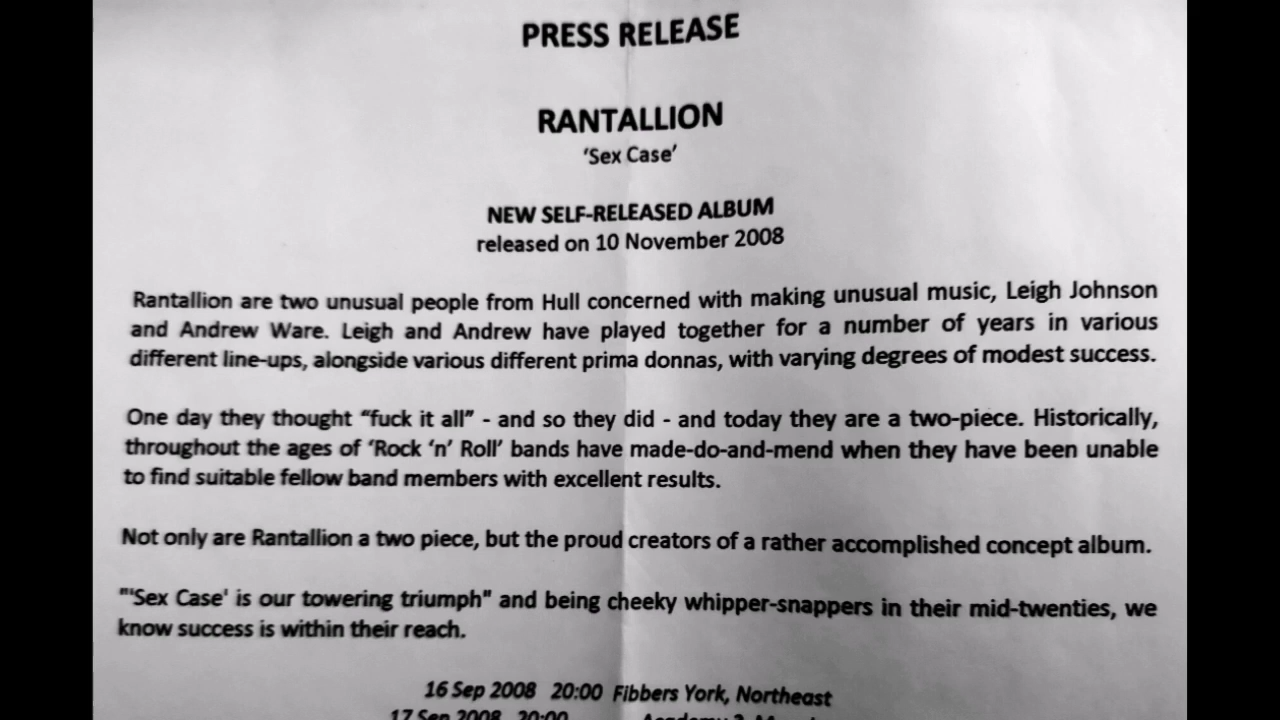 PRESS RELEASE
RANTALLION
‘Sex Case’
NEW SELF-RELEASED ALBUM
released on 10 November 2008
Rantallion are two unusual people from Hull concerned with making unusual music, Leigh Johnson
and Andrew Ware. Leigh and Andrew have played together for a number of years in various
different line-ups, alongside various different prima donnas, with varying degrees of modest success.
One day they thought “fuck it all” - and so they did - and today they are a two-piece. Historically,
throughout the ages of ‘Rock ‘n’ Roll’ bands have made-do-and-mend when they have been unable
to find suitable fellow band members with excellent results.
Not only are Rantallion a two piece, but the proud creators of a rather accomplished concept album.
"'Sex Case' is our towering triumph" and being cheeky whipper-snappers in their mid-twenties, we
know success is within their reach.
16 Sep 2008 20:00 Fibbers York, Northeast
17 Sep 2008 20:00 Academy 2,